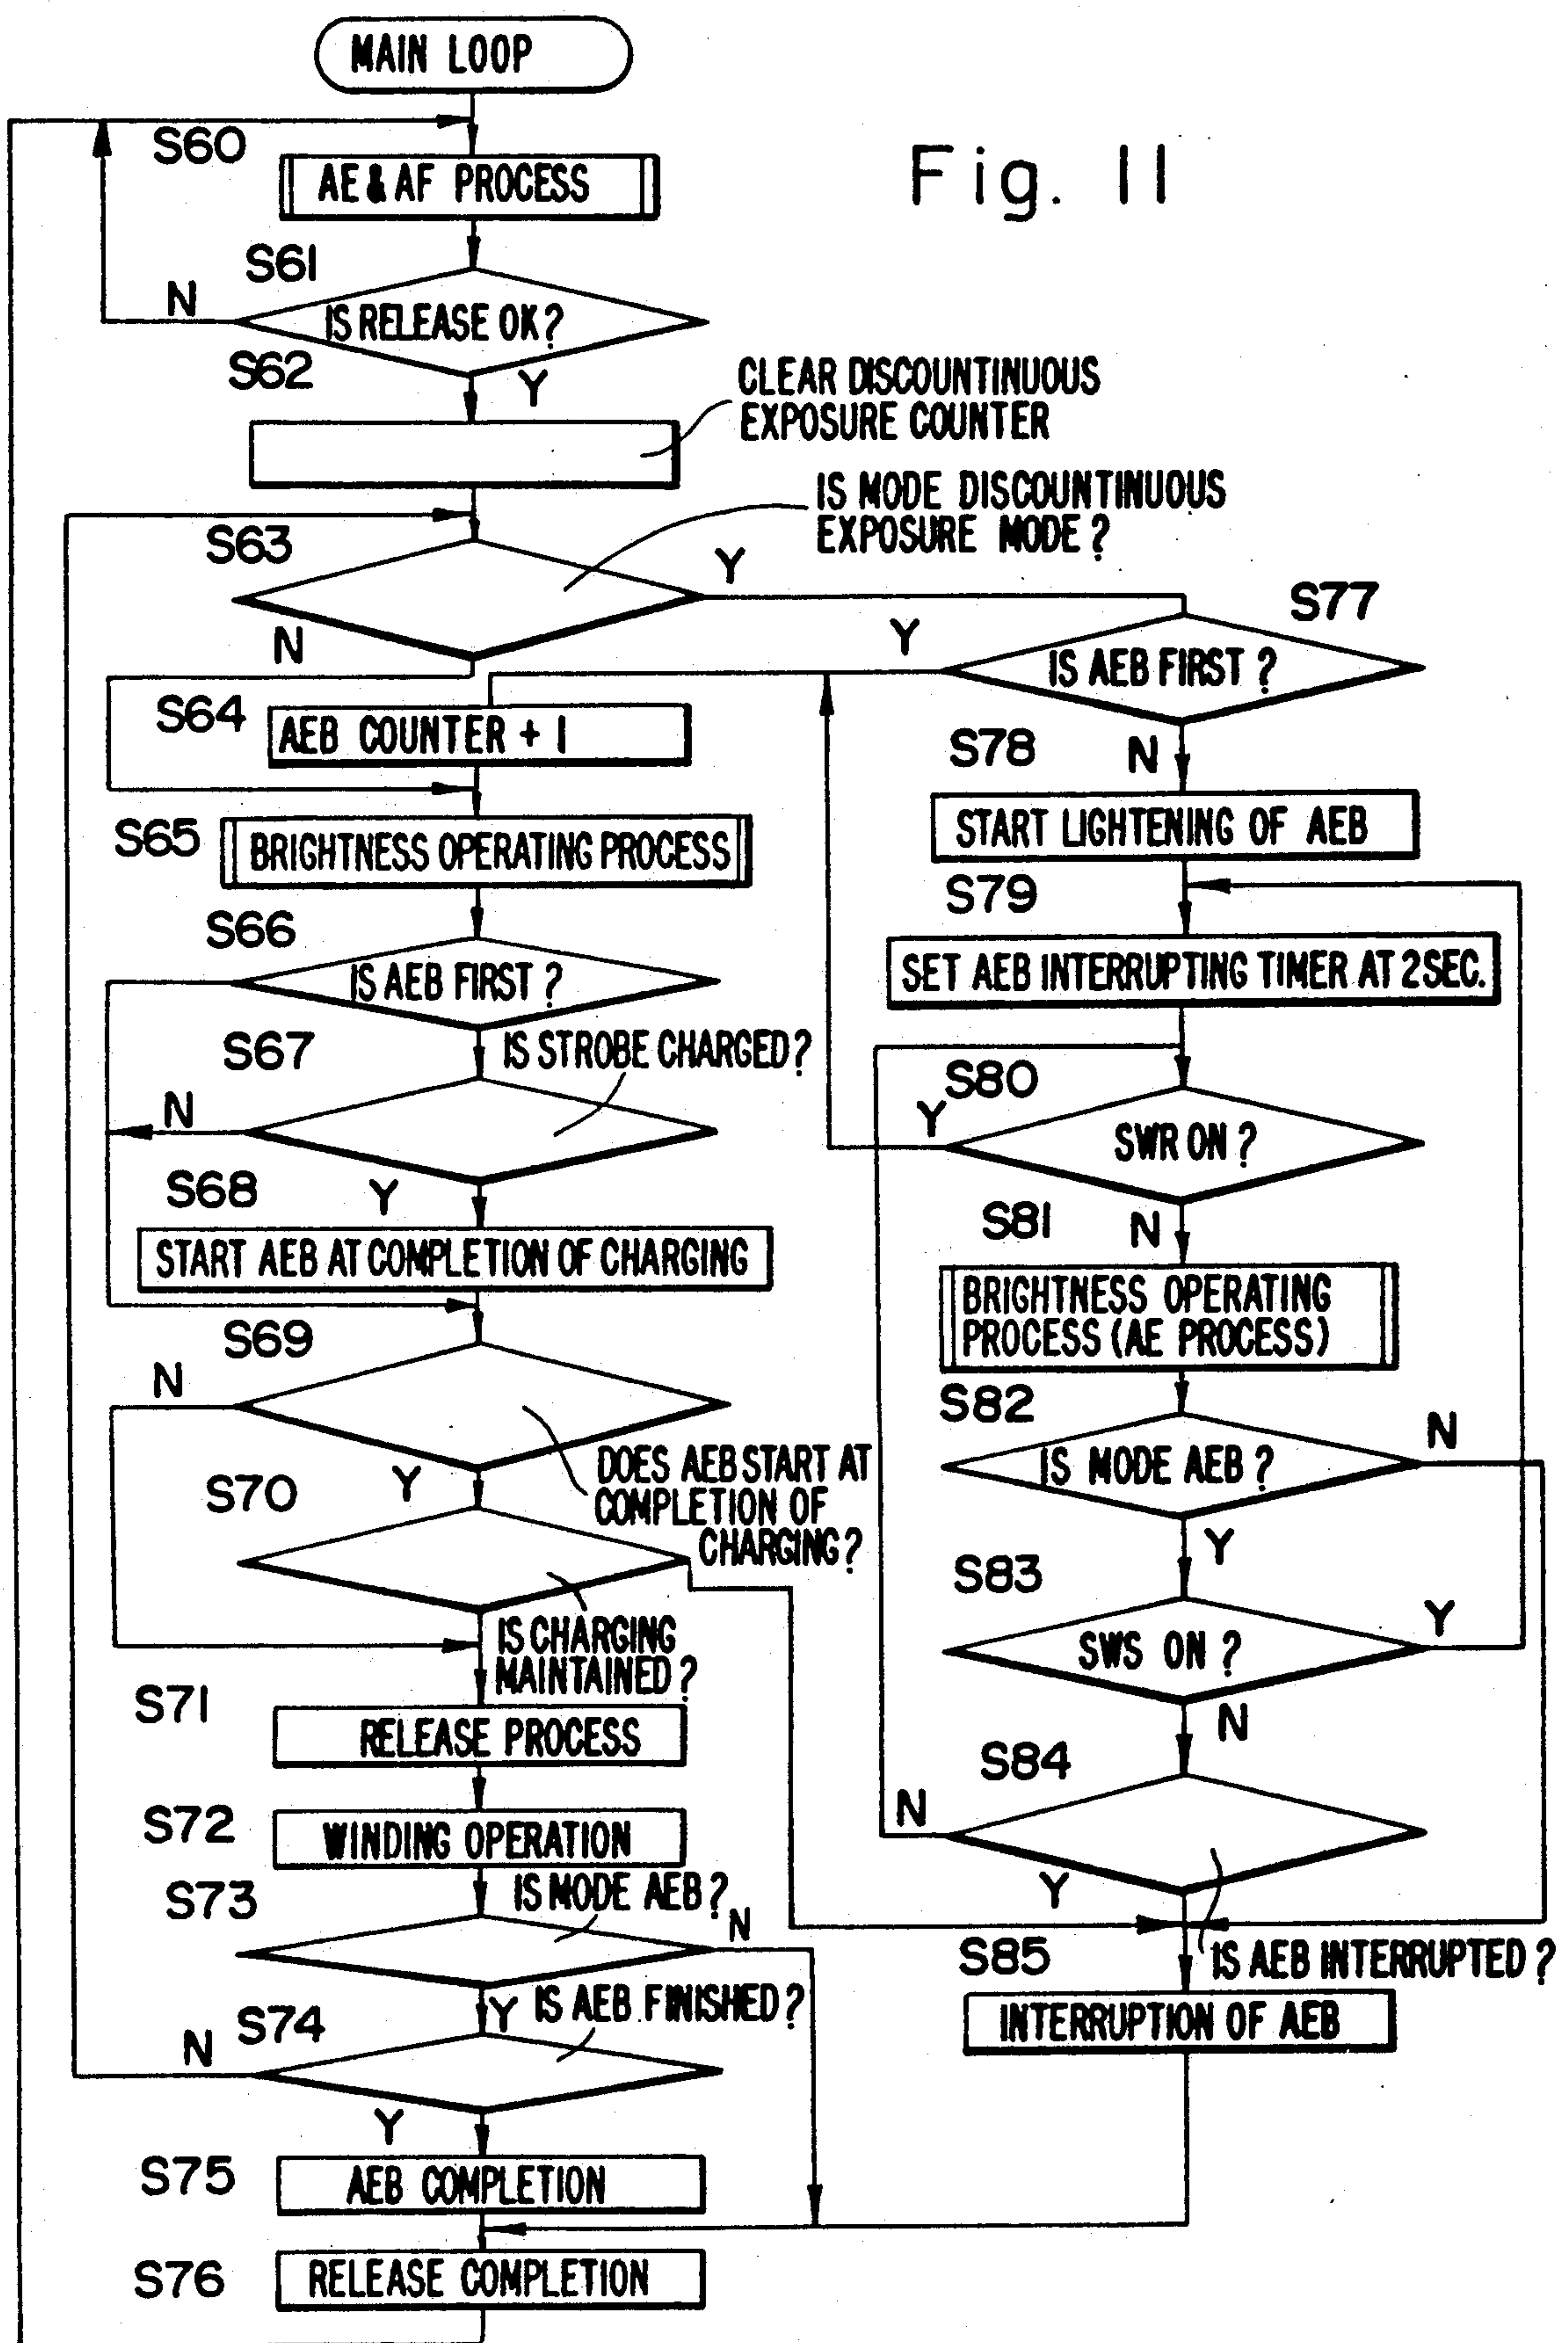 MAIN LOOP
Fig. 11
S60
AE & AF PROCESS
S61
N
IS RELEASE OK?
S62
Y
CLEAR DISCOUNTINUOUS
EXPOSURE COUNTER
IS MODE DISCOUNTINUOUS
EXPOSURE MODE?
S63
Y
N
S64
AEB COUNTER + 1
S65
BRIGHTNESS OPERATING PROCESS
S66
IS AEB FIRST?
S67
IS STROBE CHARGED?
N
S68
Y
START AEB AT COMPLETION OF CHARGING
S69
N
DOES AEB START AT
COMPLETION OF
CHARGING?
Y
S70
IS CHARGING
MAINTAINED?
S71
RELEASE PROCESS
S72
WINDING OPERATION
S73
IS MODE AEB?
N
Y
S74
IS AEB FINISHED?
N
Y
S75
AEB COMPLETION
S76
RELEASE COMPLETION
S77
Y
IS AEB FIRST?
S78
N
START LIGHTENING OF AEB
S79
SET AEB INTERRUPTING TIMER AT 2SEC.
S80
Y
SWR ON?
S81
N
BRIGHTNESS OPERATING
PROCESS (AE PROCESS)
S82
N
IS MODE AEB?
Y
S83
Y
SWS ON?
N
S84
N
Y
IS AEB INTERRUPTED?
S85
INTERRUPTION OF AEB